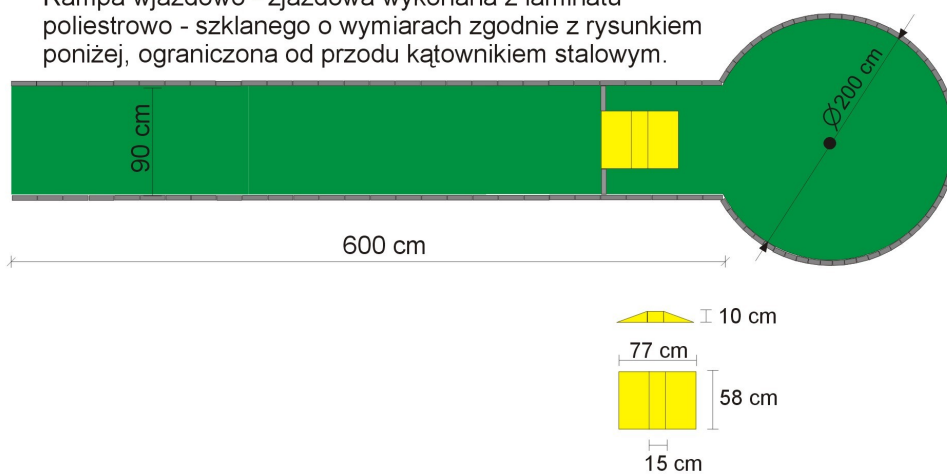 Rampa wjazdowo - zjazdowa wykonana z laminatu
poliestrowo - szklanego o wymiarach zgodnie z rysunkiem
poniżej, ograniczona od przodu kątownikiem stalowym.
90 cm
Ø200 cm
600 cm
10 cm
77 cm
58 cm
15 cm